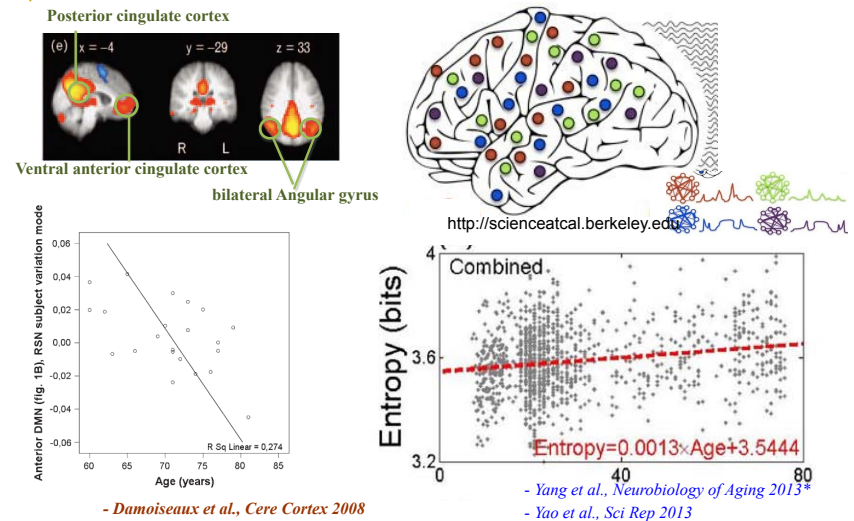 Posterior cingulate cortex
(e) x = −4 y = −29 z = 33
R L
Ventral anterior cingulate cortex
bilateral Angular gyrus
http://scienceatcal.berkeley.edu
Anterior DMN (fig. 1B), RSN subject variation mode
0,06
0,04
0,02
0,00
-0,02
-0,04
-0,06
R Sq Linear = 0,274
60 65 70 75 80 85
Age (years)
- Damoiseaux et al., Cere Cortex 2008
Combined
Entropy (bits)
4
3.6
3.2
Entropy=0.0013×Age+3.5444
0 40 80
- Yang et al., Neurobiology of Aging 2013*
- Yao et al., Sci Rep 2013